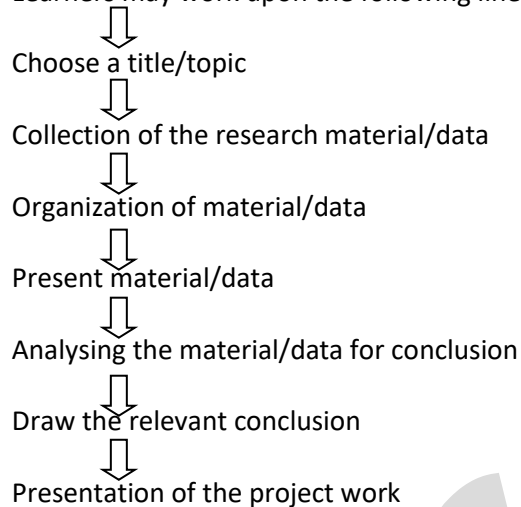 Choose a title/topic
Collection of the research material/data
Organization of material/data
Present material/data
Analysing the material/data for conclusion
Draw the relevant conclusion
Presentation of the project work